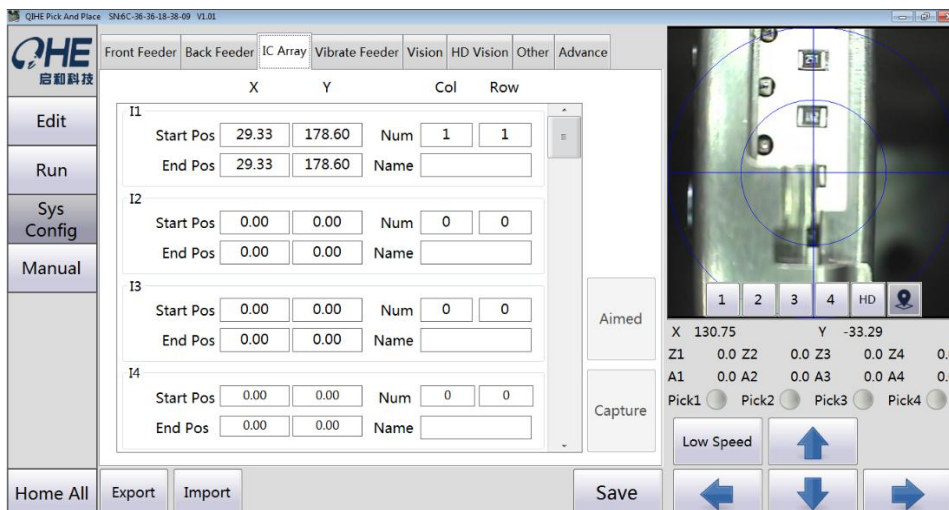 QIHE Pick And Place SN:6C-36-36-18-38-09 V1.01
QHE
启和科技
Edit
Run
Sys
Config
Manual
Home All
Front Feeder Back Feeder IC Array Vibrate Feeder Vision HD Vision Other Advance
X Y Col Row
I1
Start Pos 29.33 178.60 Num 1 1
End Pos 29.33 178.60 Name
I2
Start Pos 0.00 0.00 Num 0 0
End Pos 0.00 0.00 Name
I3
Start Pos 0.00 0.00 Num 0 0
End Pos 0.00 0.00 Name
I4
Start Pos 0.00 0.00 Num 0 0
End Pos 0.00 0.00 Name
Aimed
Capture
Export Import Save
1 2 3 4 HD
X 130.75 Y -33.29
Z1 0.0 Z2 0.0 Z3 0.0 Z4 0.
A1 0.0 A2 0.0 A3 0.0 A4 0.
Pick1 Pick2 Pick3 Pick4
Low Speed